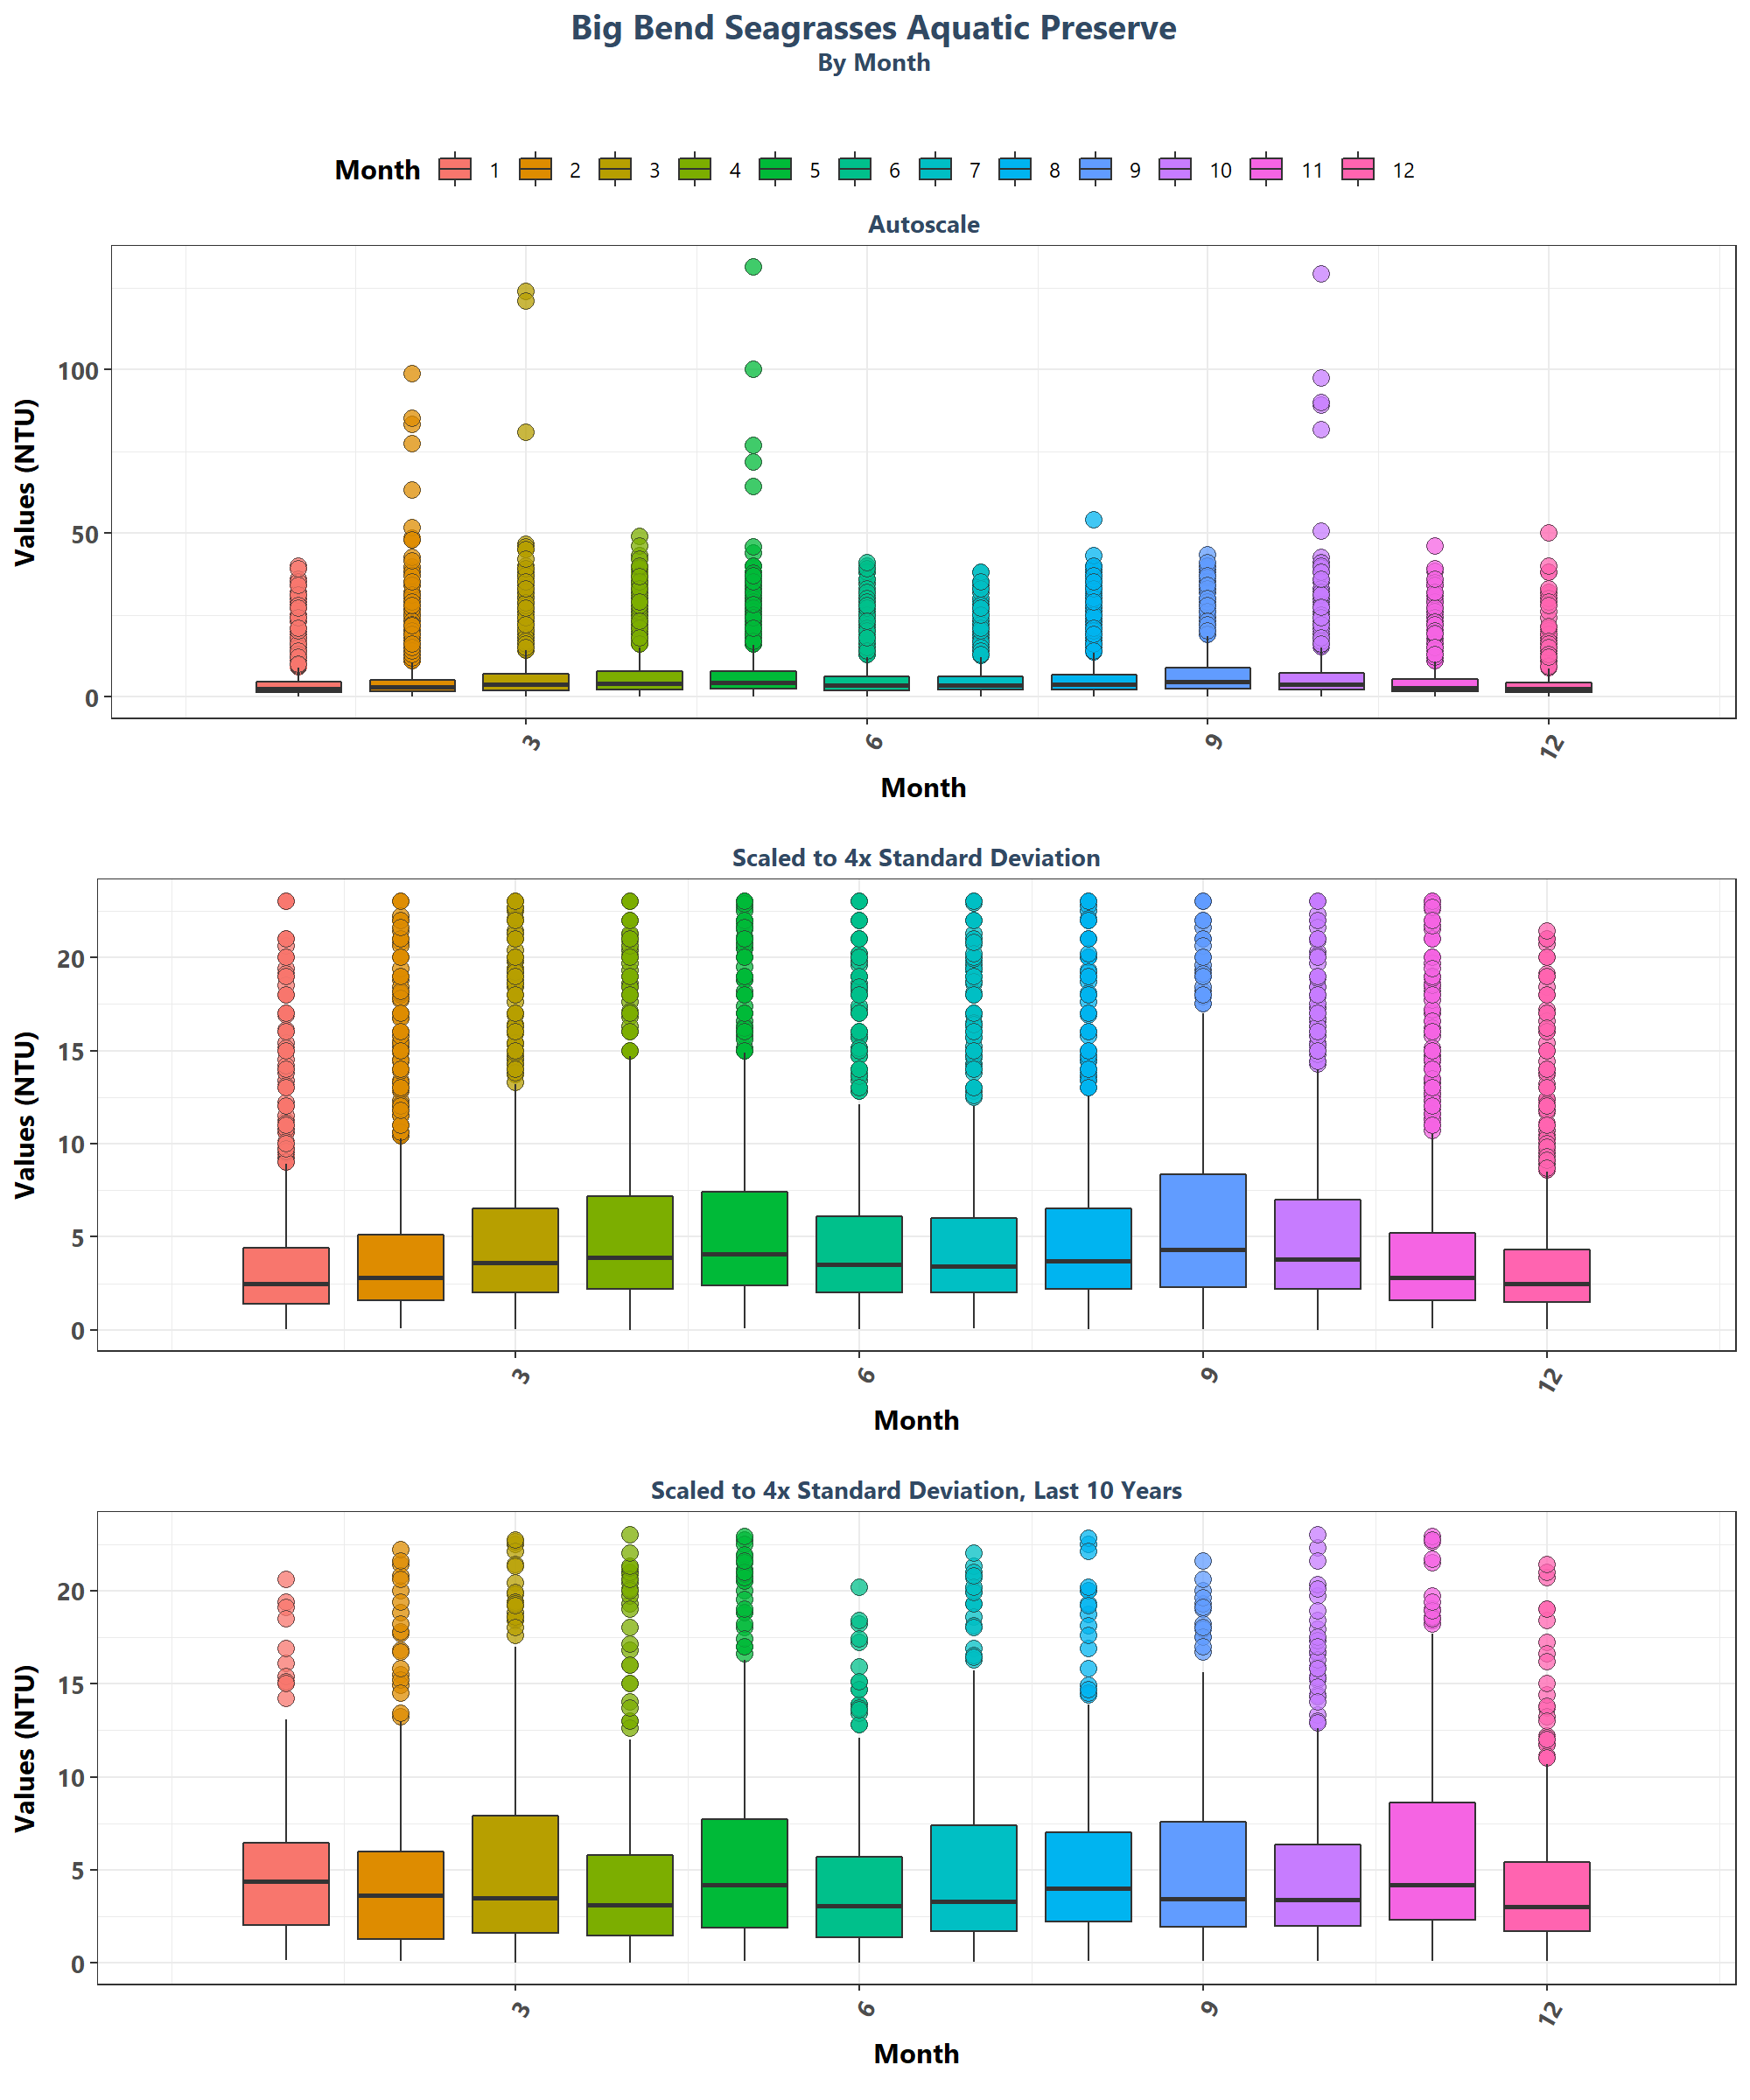 Big Bend Seagrasses Aquatic Preserve
By Month
Month 1 2 3 4 5 6 7 8 9 10 11 12
Autoscale
Values (NTU)
100
50
0
3 6 9 12
Month
Scaled to 4x Standard Deviation
Values (NTU)
20
15
10
5
0
3 6 9 12
Month
Scaled to 4x Standard Deviation, Last 10 Years
Values (NTU)
20
15
10
5
0
3 6 9 12
Month